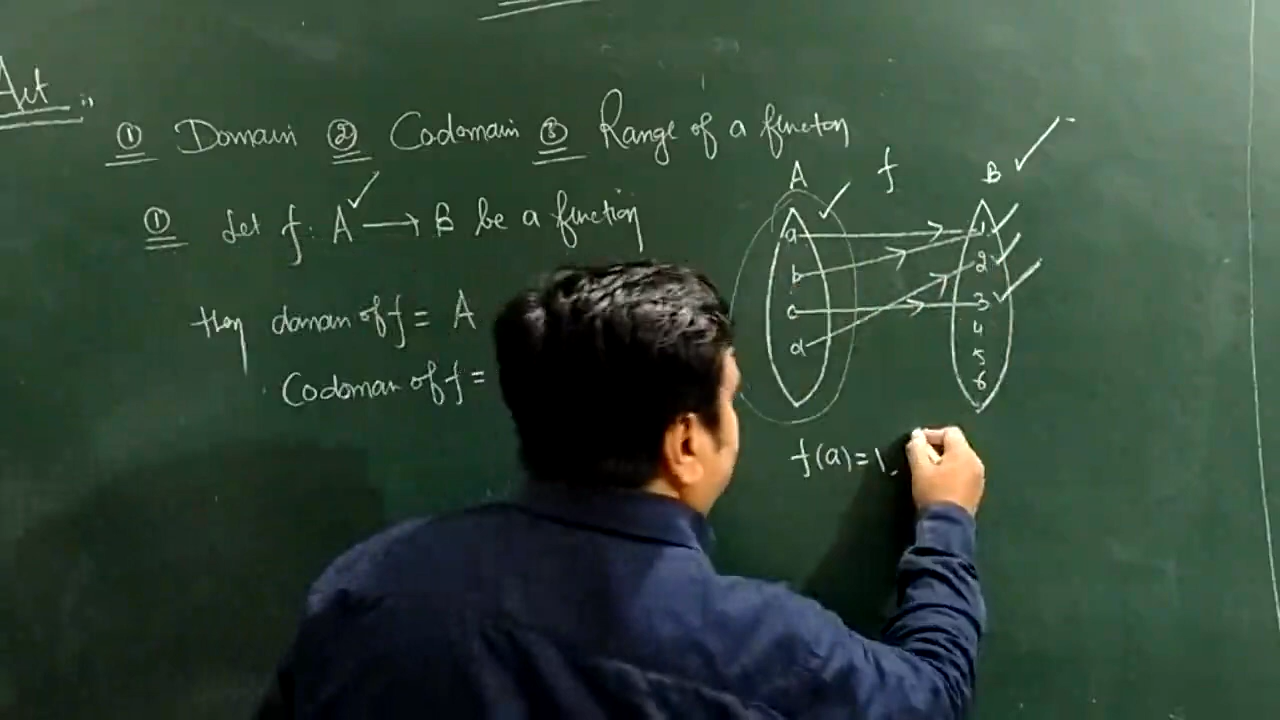 Art
① Domain ② Codomain ③ Range of a function
① Let f: A → B be a function
then domain of f = A
Codomain of f =
A f B
a 1
b 2
c 3
d 4
5
6
f(a)=1,